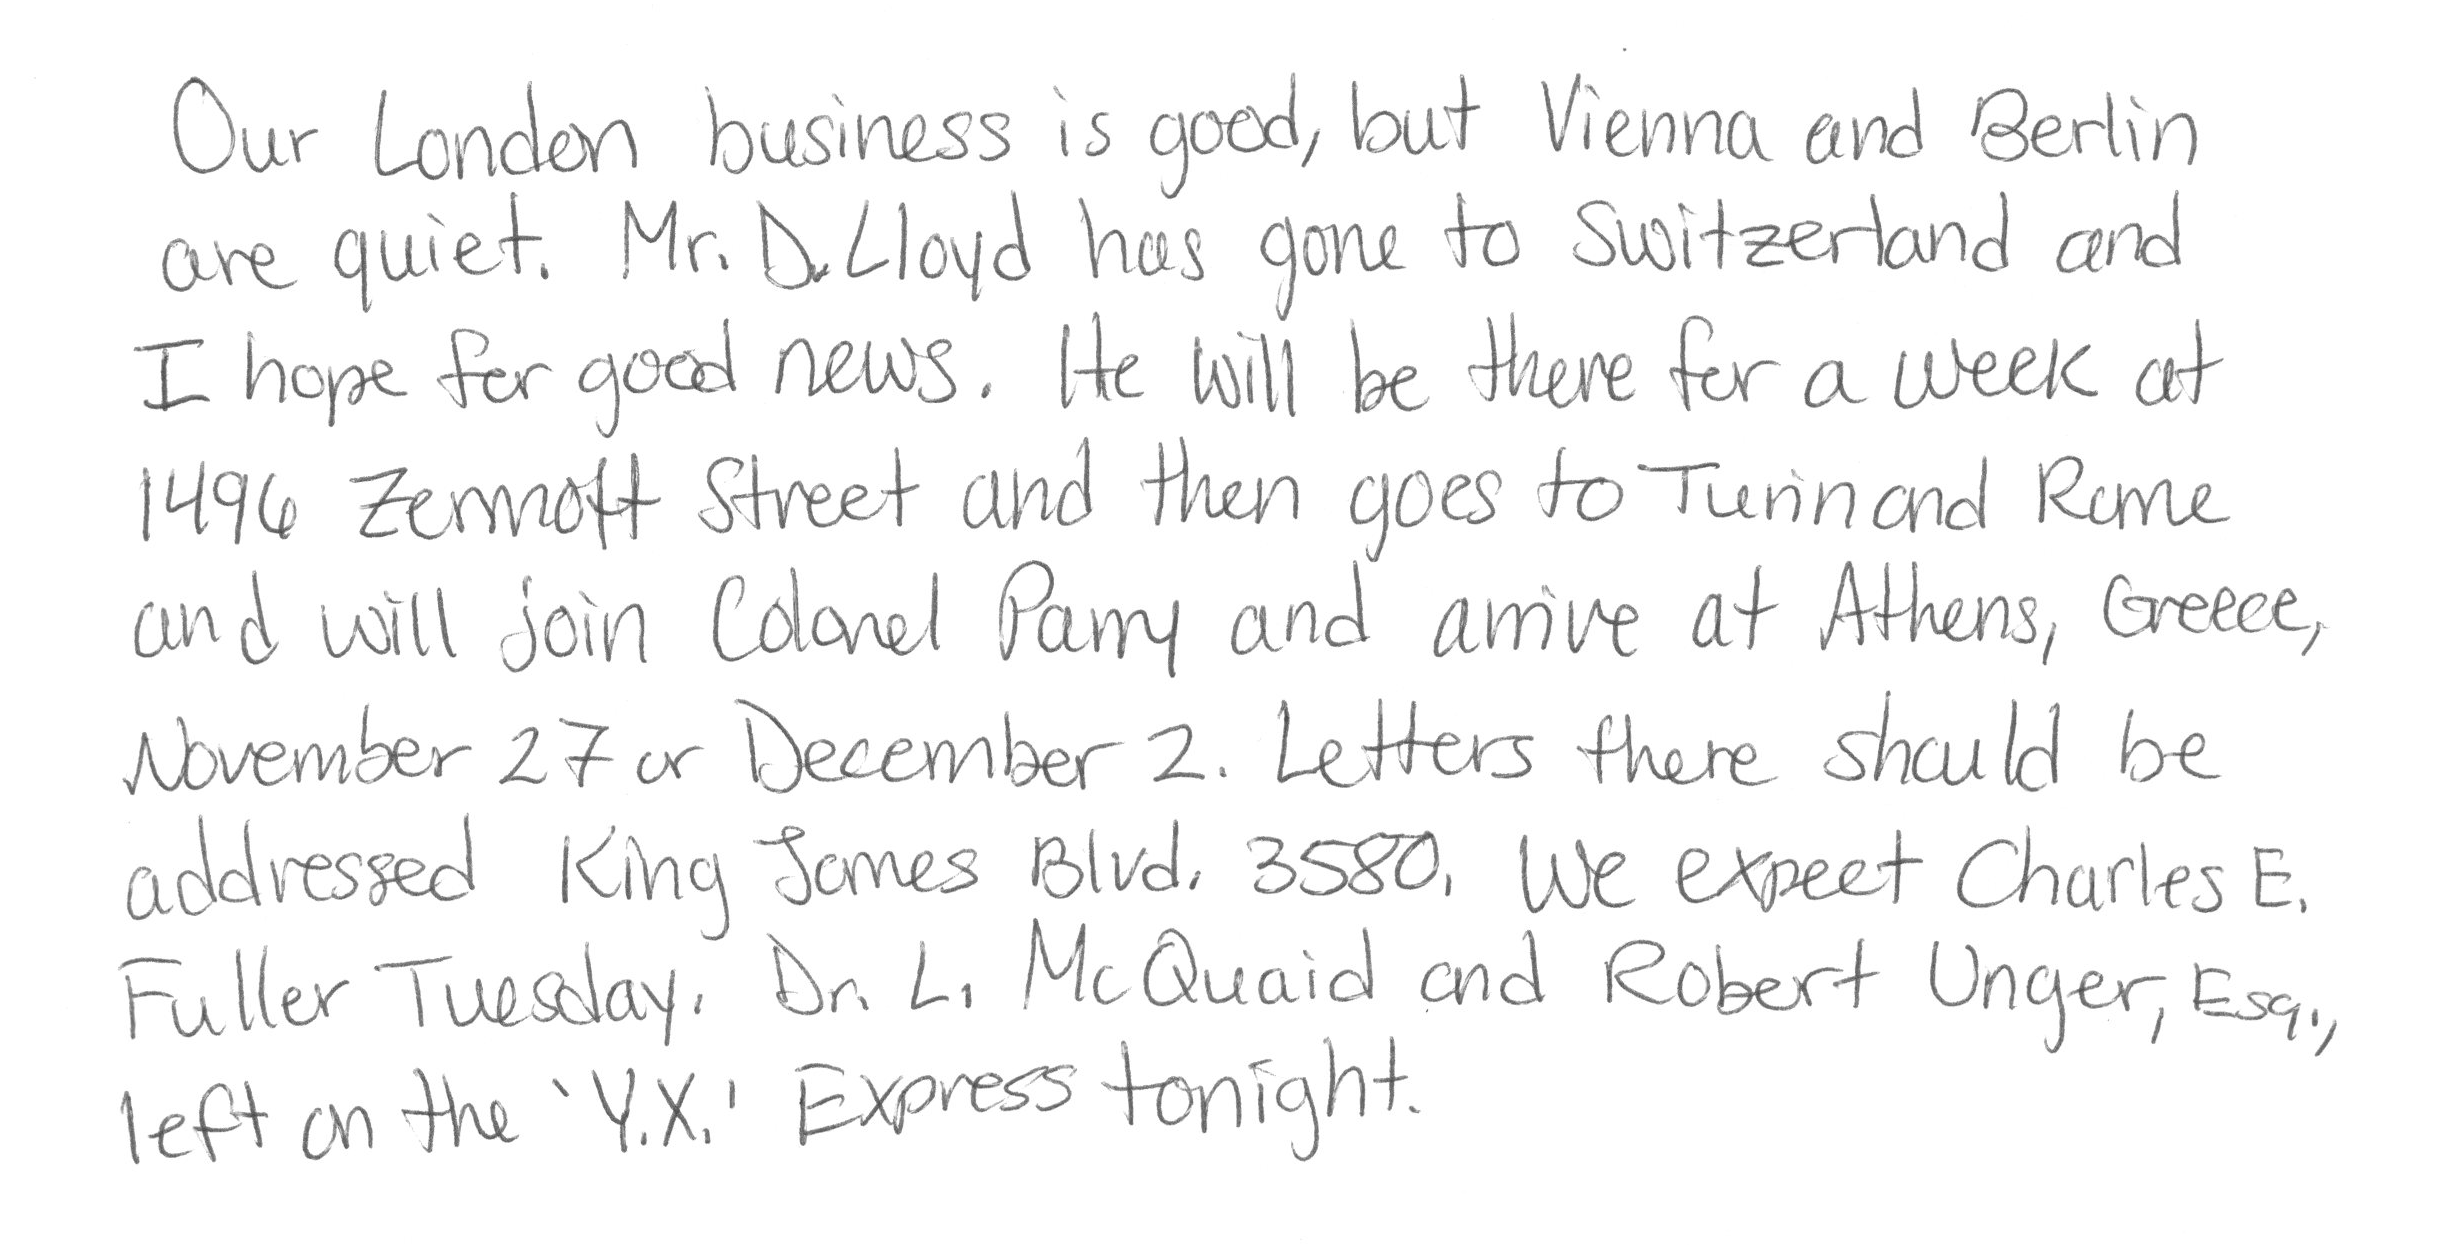 Our London business is good, but Vienna and Berlin
are quiet. Mr. D. Lloyd has gone to Switzerland and
I hope for good news. He will be there for a week at
1496 Zermott Street and then goes to Turin and Rome
and will join Colonel Parry and arrive at Athens, Greece,
November 27 or December 2. Letters there should be
addressed King James Blvd. 3580. We expect Charles E.
Fuller Tuesday. Dr. L. McQuaid and Robert Unger, Esq.,
left on the 'Y.X.' Express tonight.